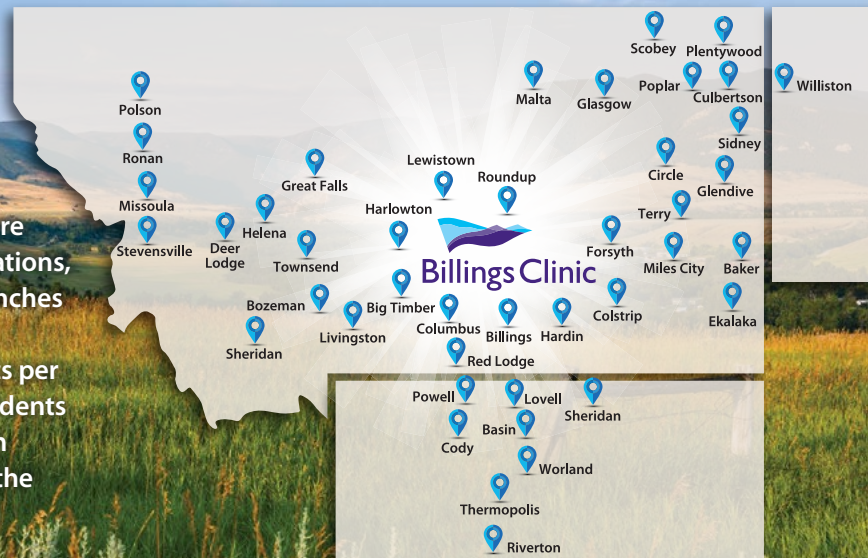 Scobey
Plentywood
Malta
Glasgow
Poplar
Culbertson
Williston
Polson
Sidney
Ronan
Circle
Glendive
Great Falls
Lewistown
Roundup
Missoula
Terry
Helena
Harlowton
Stevensville
Deer
Lodge
Townsend
Forsyth
Miles City
Baker
Billings Clinic
Bozeman
Big Timber
Livingston
Columbus
Billings
Hardin
Colstrip
Ekalaka
Sheridan
Red Lodge
Powell
Lovell
Sheridan
Cody
Basin
Worland
Thermopolis
Riverton
re
ations,
nches
ts per
dents
n
the